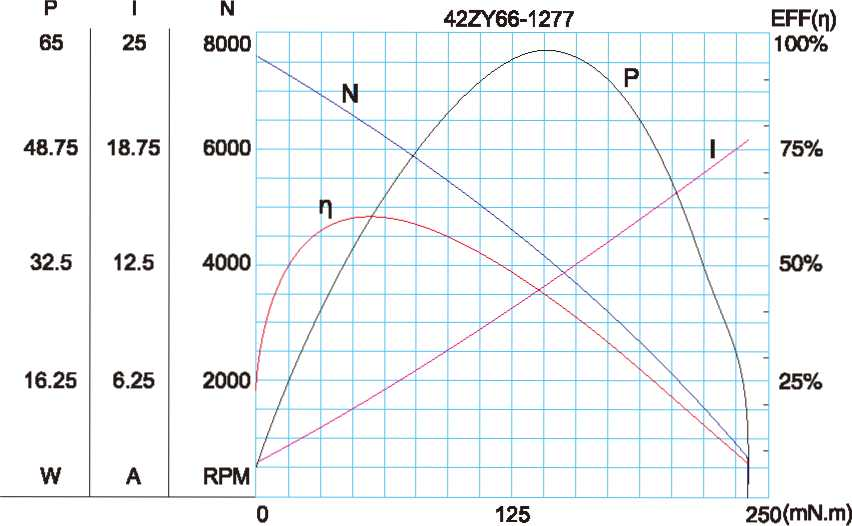 P I N 42ZY66-1277 EFF(η)
65 25 8000 100%
P
N
48.75 18.75 6000 I 75%
η
32.5 12.5 4000 50%
16.25 6.25 2000 25%
W A RPM
0 125 250(mN.m)